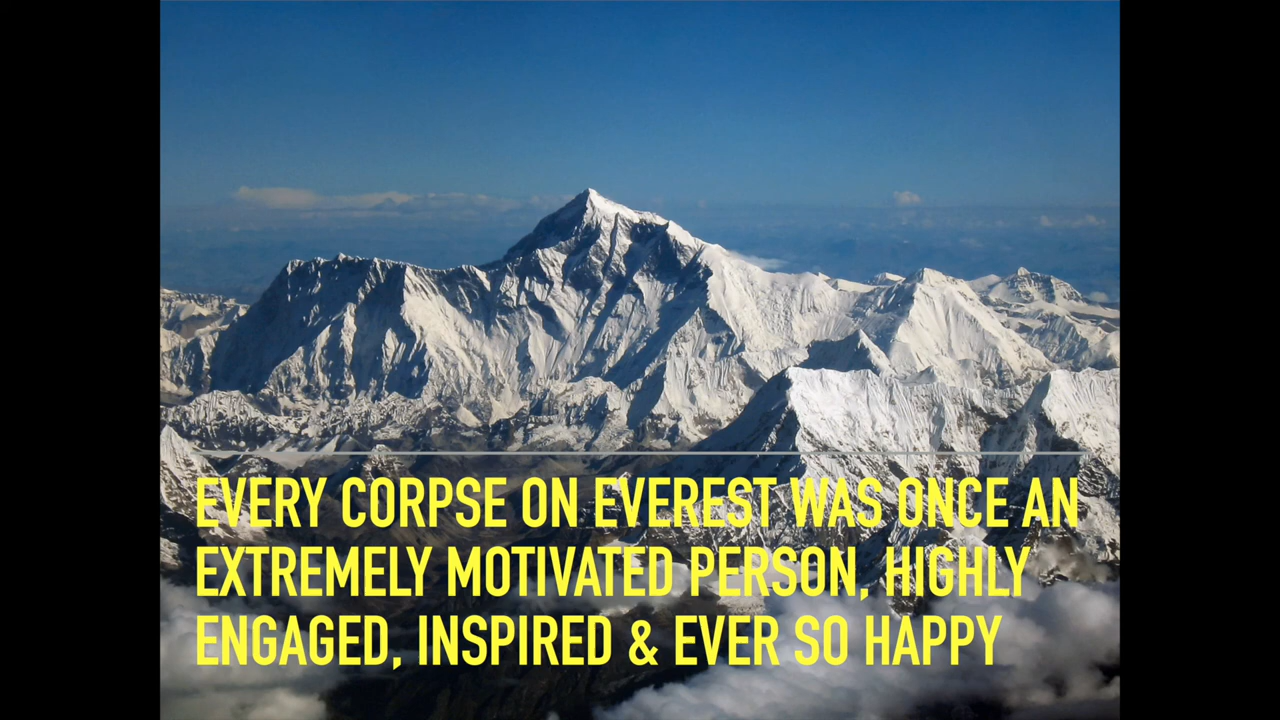 EVERY CORPSE ON EVEREST WAS ONCE AN
EXTREMELY MOTIVATED PERSON, HIGHLY
ENGAGED, INSPIRED & EVER SO HAPPY